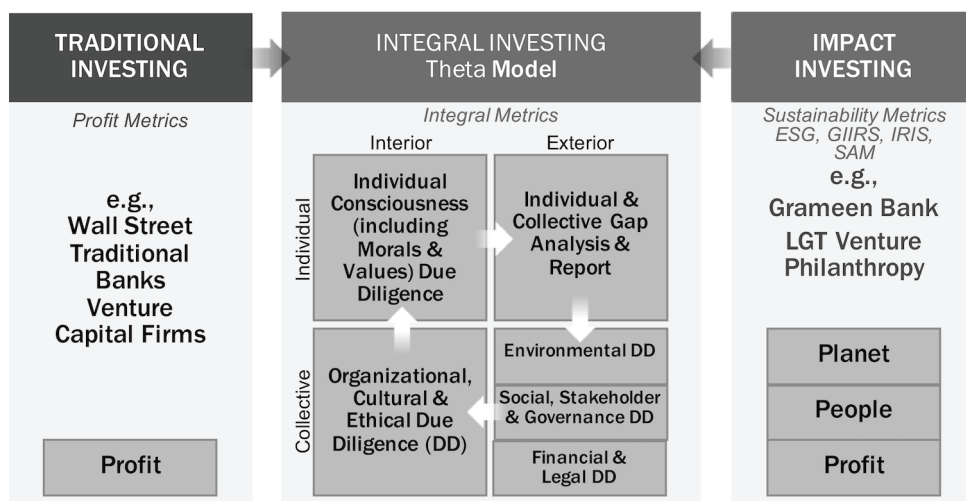 TRADITIONAL
INVESTING
Profit Metrics
e.g.,
Wall Street
Traditional
Banks
Venture
Capital Firms
Profit
INTEGRAL INVESTING
Theta Model
Integral Metrics
Interior
Exterior
Individual
Individual
Consciousness
(including
Morals &
Values) Due
Diligence
Individual &
Collective Gap
Analysis &
Report
Collective
Organizational,
Cultural &
Ethical Due
Diligence (DD)
Environmental DD
Social, Stakeholder
& Governance DD
Financial &
Legal DD
IMPACT
INVESTING
Sustainability Metrics
ESG, GIIRS, IRIS,
SAM
e.g.,
Grameen Bank
LGT Venture
Philanthropy
Planet
People
Profit